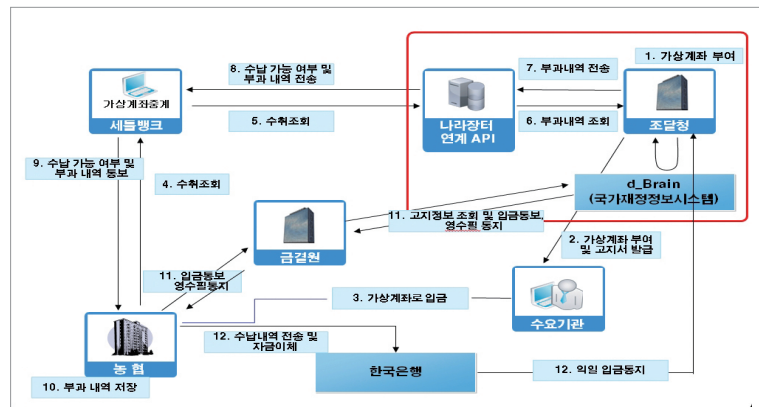 1. 가상계좌 부여
8. 수납 가능 여부 및
부과 내역 전송
7. 부과내역 전송
가상계좌중계
세틀뱅크
5. 수취조회
나라장터
연계 API
6. 부과내역 조회
조달청
9. 수납 가능 여부 및
부과 내역 통보
4. 수취조회
d_Brain
(국가재정정보시스템)
11. 고지정보 조회 및 입금통보,
영수필 통지
금결원
2. 가상계좌 부여
및 고지서 발급
11. 입금통보
영수필통지
3. 가상계좌로 입금
수요기관
12. 수납내역 전송 및
자금이체
농 협
한국은행
12. 익일 입금통지
10. 부과 내역 저장